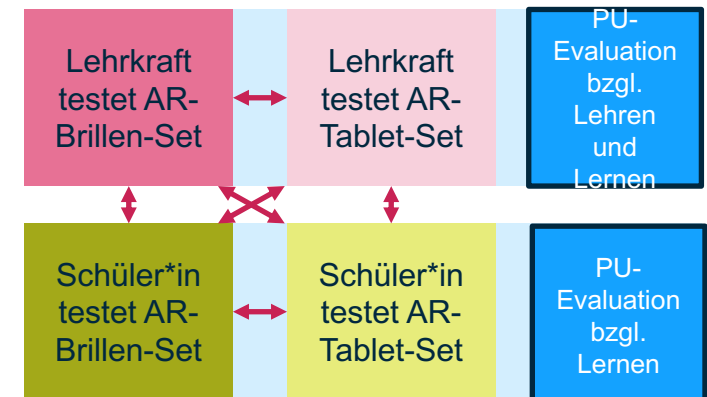 Lehrkraft
testet AR-
Brillen-Set
Lehrkraft
testet AR-
Tablet-Set
PU-
Evaluation
bzgl.
Lehren
und
Lernen
Schüler*in
testet AR-
Brillen-Set
Schüler*in
testet AR-
Tablet-Set
PU-
Evaluation
bzgl.
Lernen